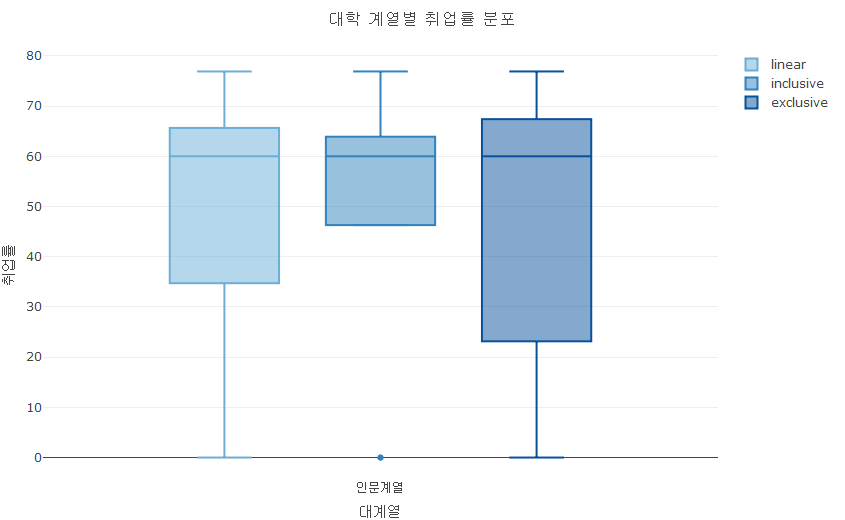 대학 계열별 취업률 분포
linear
inclusive
exclusive
80
70
60
50
40
30
20
10
0
취업률
인문계열
대계열